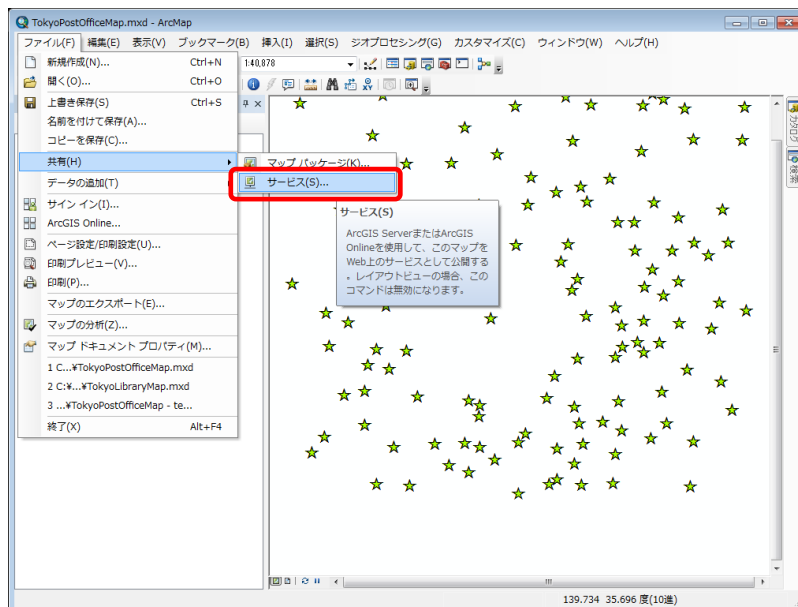 TokyoPostOfficeMap.mxd - ArcMap
ファイル(F) 編集(E) 表示(V) ブックマーク(B) 挿入(I) 選択(S) ジオプロセシング(G) カスタマイズ(C) ウィンドウ(W) ヘルプ(H)
新規作成(N)... Ctrl+N
1:40,878
開く(O)... Ctrl+O
上書き保存(S) Ctrl+S
名前を付けて保存(A)...
コピーを保存(C)...
共有(H)
マップ パッケージ(K)...
サービス(S)...
データの追加(T)
サイン イン(I)...
ArcGIS Online...
ページ設定/印刷設定(U)...
印刷プレビュー(V)...
印刷(P)...
マップのエクスポート(E)...
マップの分析(Z)...
マップ ドキュメント プロパティ(M)...
1 C...¥TokyoPostOfficeMap.mxd
2 C:¥...¥TokyoLibraryMap.mxd
3 ...¥TokyoPostOfficeMap - te...
終了(X) Alt+F4
サービス(S)
ArcGIS ServerまたはArcGIS
Onlineを使用して、このマップを
Web上のサービスとして公開する
。レイアウトビューの場合、この
コマンドは無効になります。
カタログ
検索
139.734 35.696 度(10進)